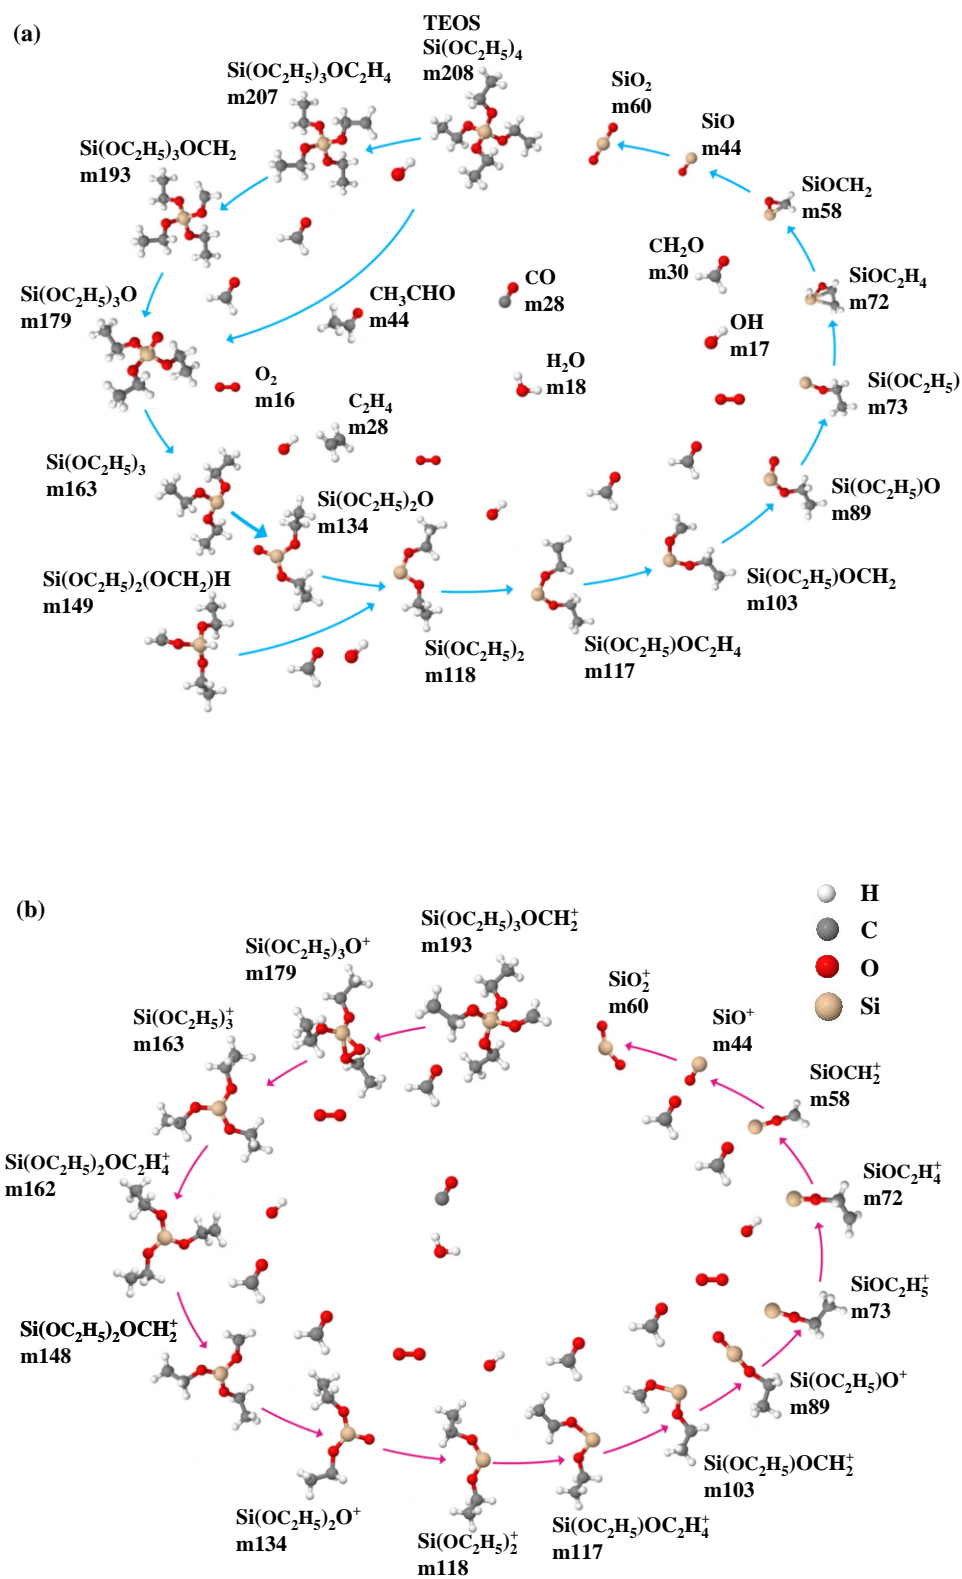 (a)
TEOS
Si(OC₂H₅)₄
m208
Si(OC₂H₅)₃OC₂H₄
m207
Si(OC₂H₅)₃OCH₂
m193
Si(OC₂H₅)₃O
m179
Si(OC₂H₅)₃
m163
Si(OC₂H₅)₂(OCH₂)H
m149
Si(OC₂H₅)₂O
m134
Si(OC₂H₅)₂
m118
Si(OC₂H₅)OC₂H₄
m117
Si(OC₂H₅)OCH₂
m103
Si(OC₂H₅)O
m89
Si(OC₂H₅)
m73
SiOC₂H₄
m72
SiOCH₂
m58
SiO
m44
SiO₂
m60
CH₃CHO
m44
CO
m28
CH₂O
m30
OH
m17
H₂O
m18
O₂
m16
C₂H₄
m28
(b)
H
C
O
Si
Si(OC₂H₅)₃OCH₂⁺
m193
Si(OC₂H₅)₃O⁺
m179
Si(OC₂H₅)₃⁺
m163
Si(OC₂H₅)₂OC₂H₄⁺
m162
Si(OC₂H₅)₂OCH₂⁺
m148
Si(OC₂H₅)₂O⁺
m134
Si(OC₂H₅)₂⁺
m118
Si(OC₂H₅)OC₂H₄⁺
m117
Si(OC₂H₅)OCH₂⁺
m103
Si(OC₂H₅)O⁺
m89
SiOC₂H₅⁺
m73
SiOC₂H₄⁺
m72
SiOCH₂⁺
m58
SiO⁺
m44
SiO₂⁺
m60